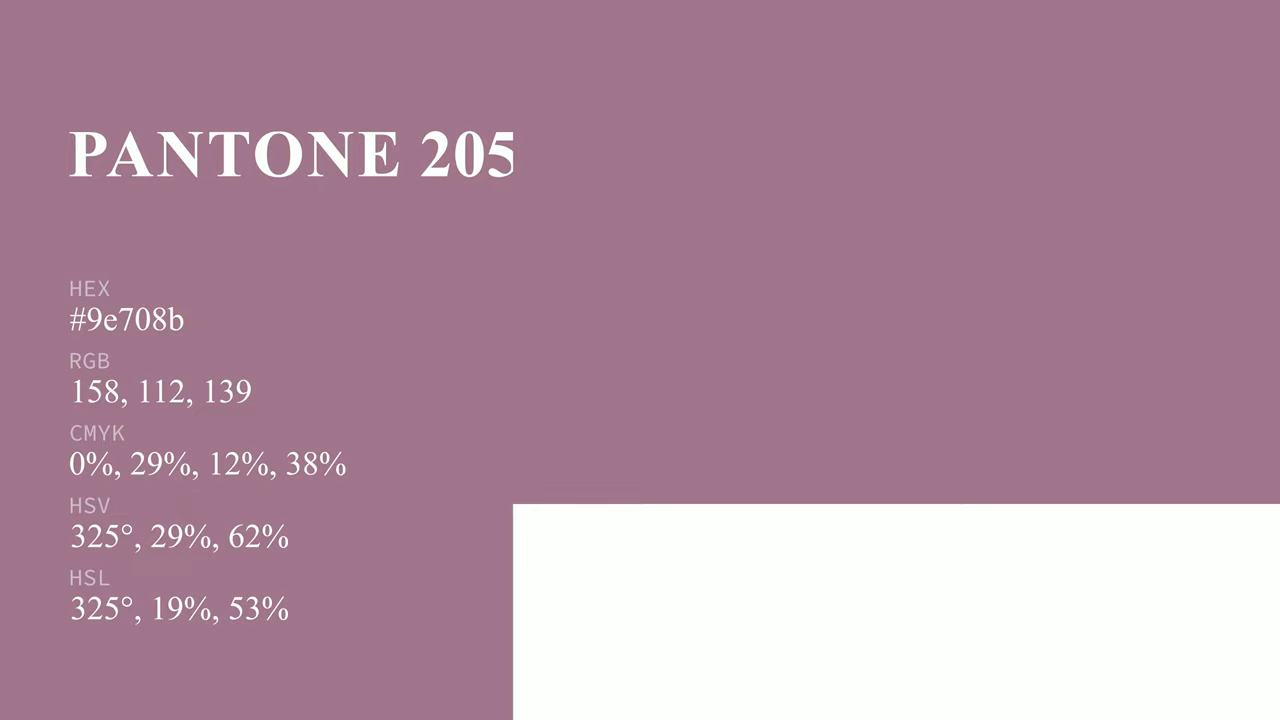 PANTONE 205
HEX
#9e708b
RGB
158, 112, 139
CMYK
0%, 29%, 12%, 38%
HSV
325°, 29%, 62%
HSL
325°, 19%, 53%